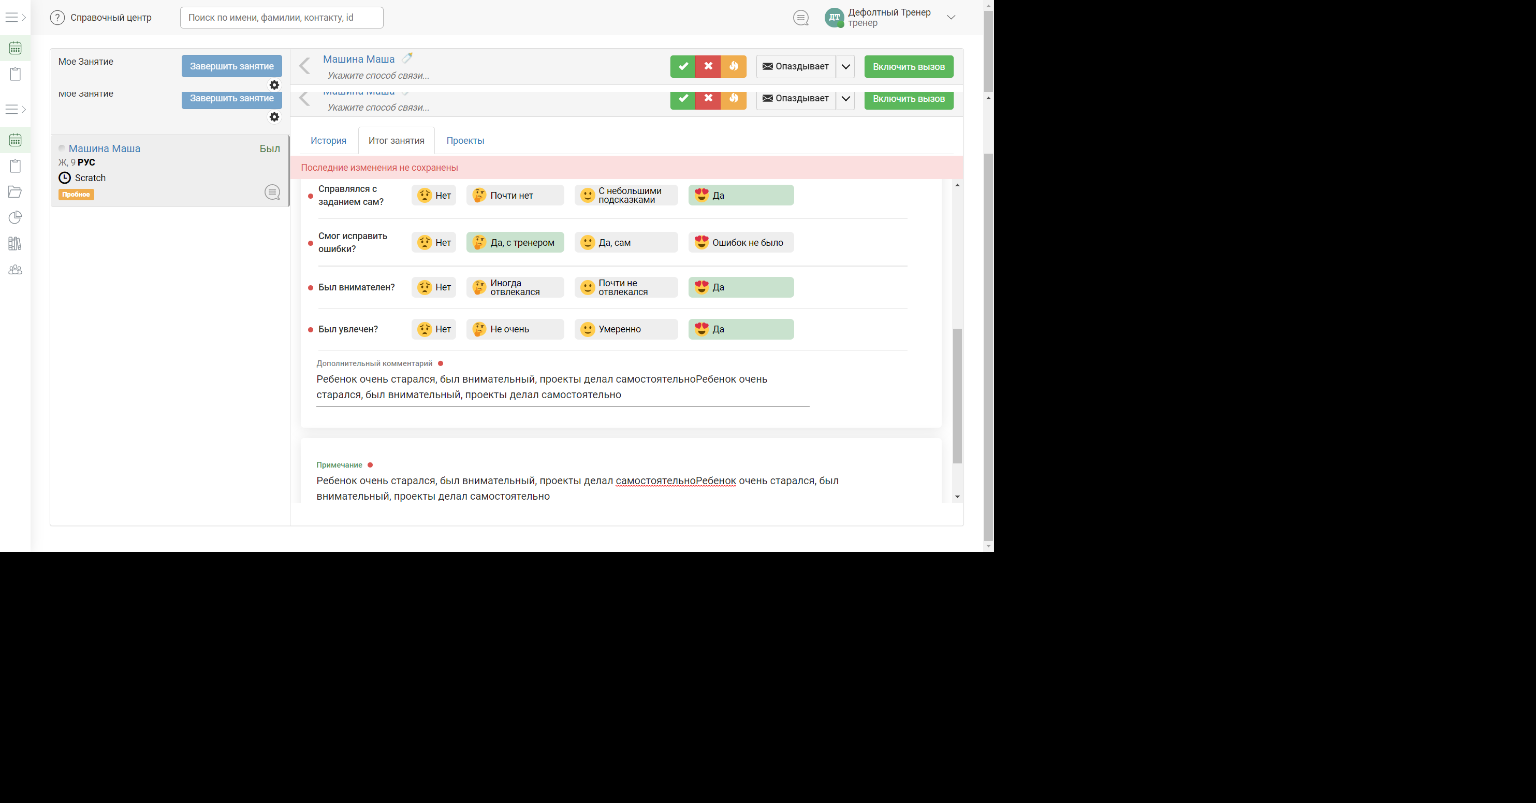 ? Справочный центр
Поиск по имени, фамилии, контакту, id
ДТ
Дефолтный Тренер
тренер
Мое Занятие
Завершить занятие
Машина Маша
Укажите способ связи...
Опаздывает
Включить вызов
Мое Занятие
Завершить занятие
Машина Маша
Укажите способ связи...
Опаздывает
Включить вызов
Машина Маша
Был
Ж, 9 РУС
Scratch
Пробное
История
Итог занятия
Проекты
Последние изменения не сохранены
Справлялся с
заданием сам?
Нет
Почти нет
С небольшими
подсказками
Да
Смог исправить
ошибки?
Нет
Да, с тренером
Да, сам
Ошибок не было
Был внимателен?
Нет
Иногда
отвлекался
Почти не
отвлекался
Да
Был увлечен?
Нет
Не очень
Умеренно
Да
Дополнительный комментарий
Ребенок очень старался, был внимательный, проекты делал самостоятельноРебенок очень
старался, был внимательный, проекты делал самостоятельно
Примечание
Ребенок очень старался, был внимательный, проекты делал самостоятельноРебенок очень старался, был
внимательный, проекты делал самостоятельно